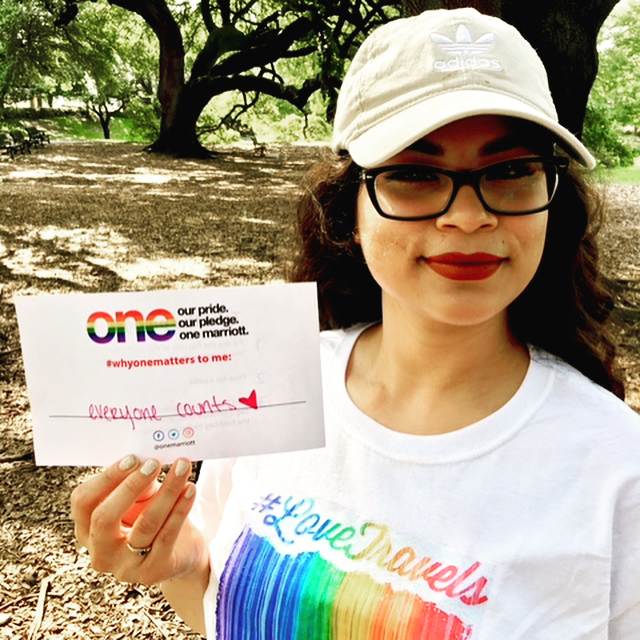 adidas
one
our pride.
our pledge.
one marriott.
#whyonematters to me:
everyone counts
@onemarriott
#LoveTravels